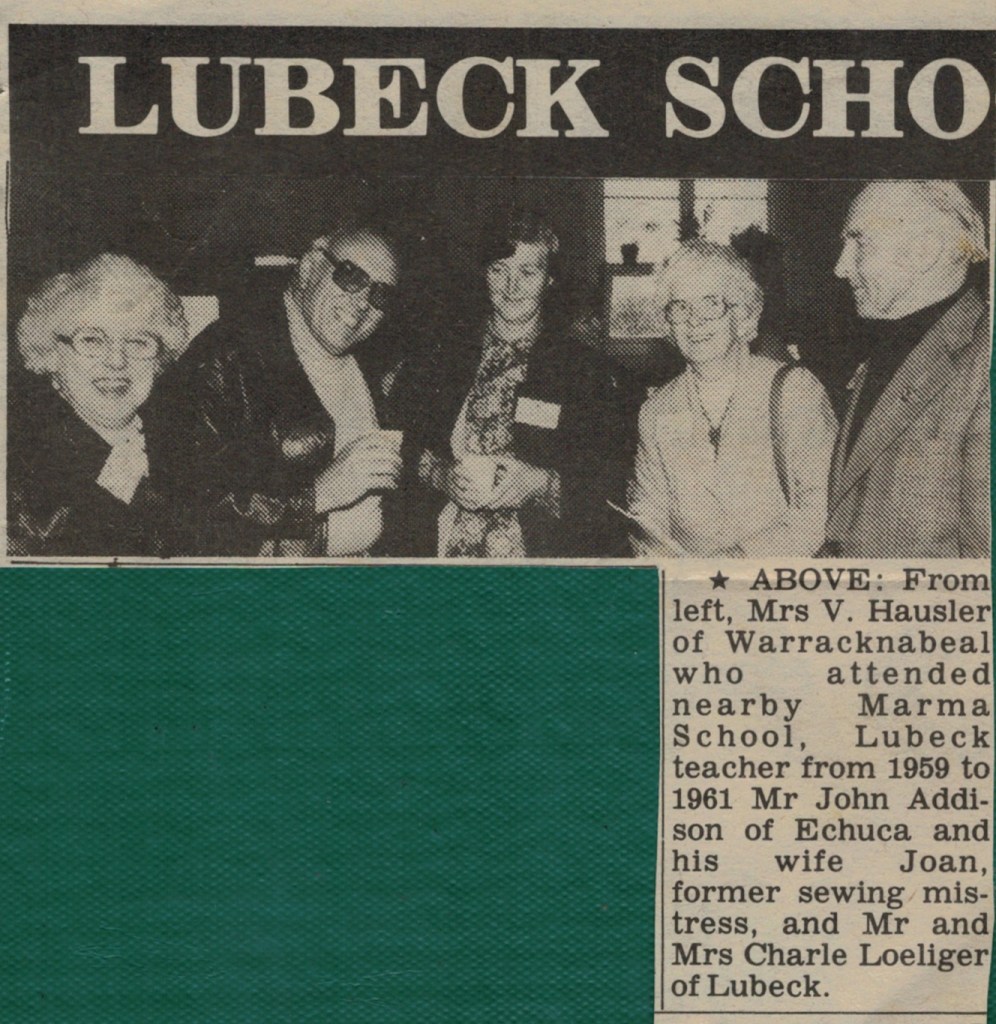 LUBECK SCHO
★ ABOVE: From
left, Mrs V. Hausler
of Warracknabeal
who attended
nearby Marma
School, Lubeck
teacher from 1959 to
1961 Mr John Addi-
son of Echuca and
his wife Joan,
former sewing mis-
tress, and Mr and
Mrs Charle Loeliger
of Lubeck.